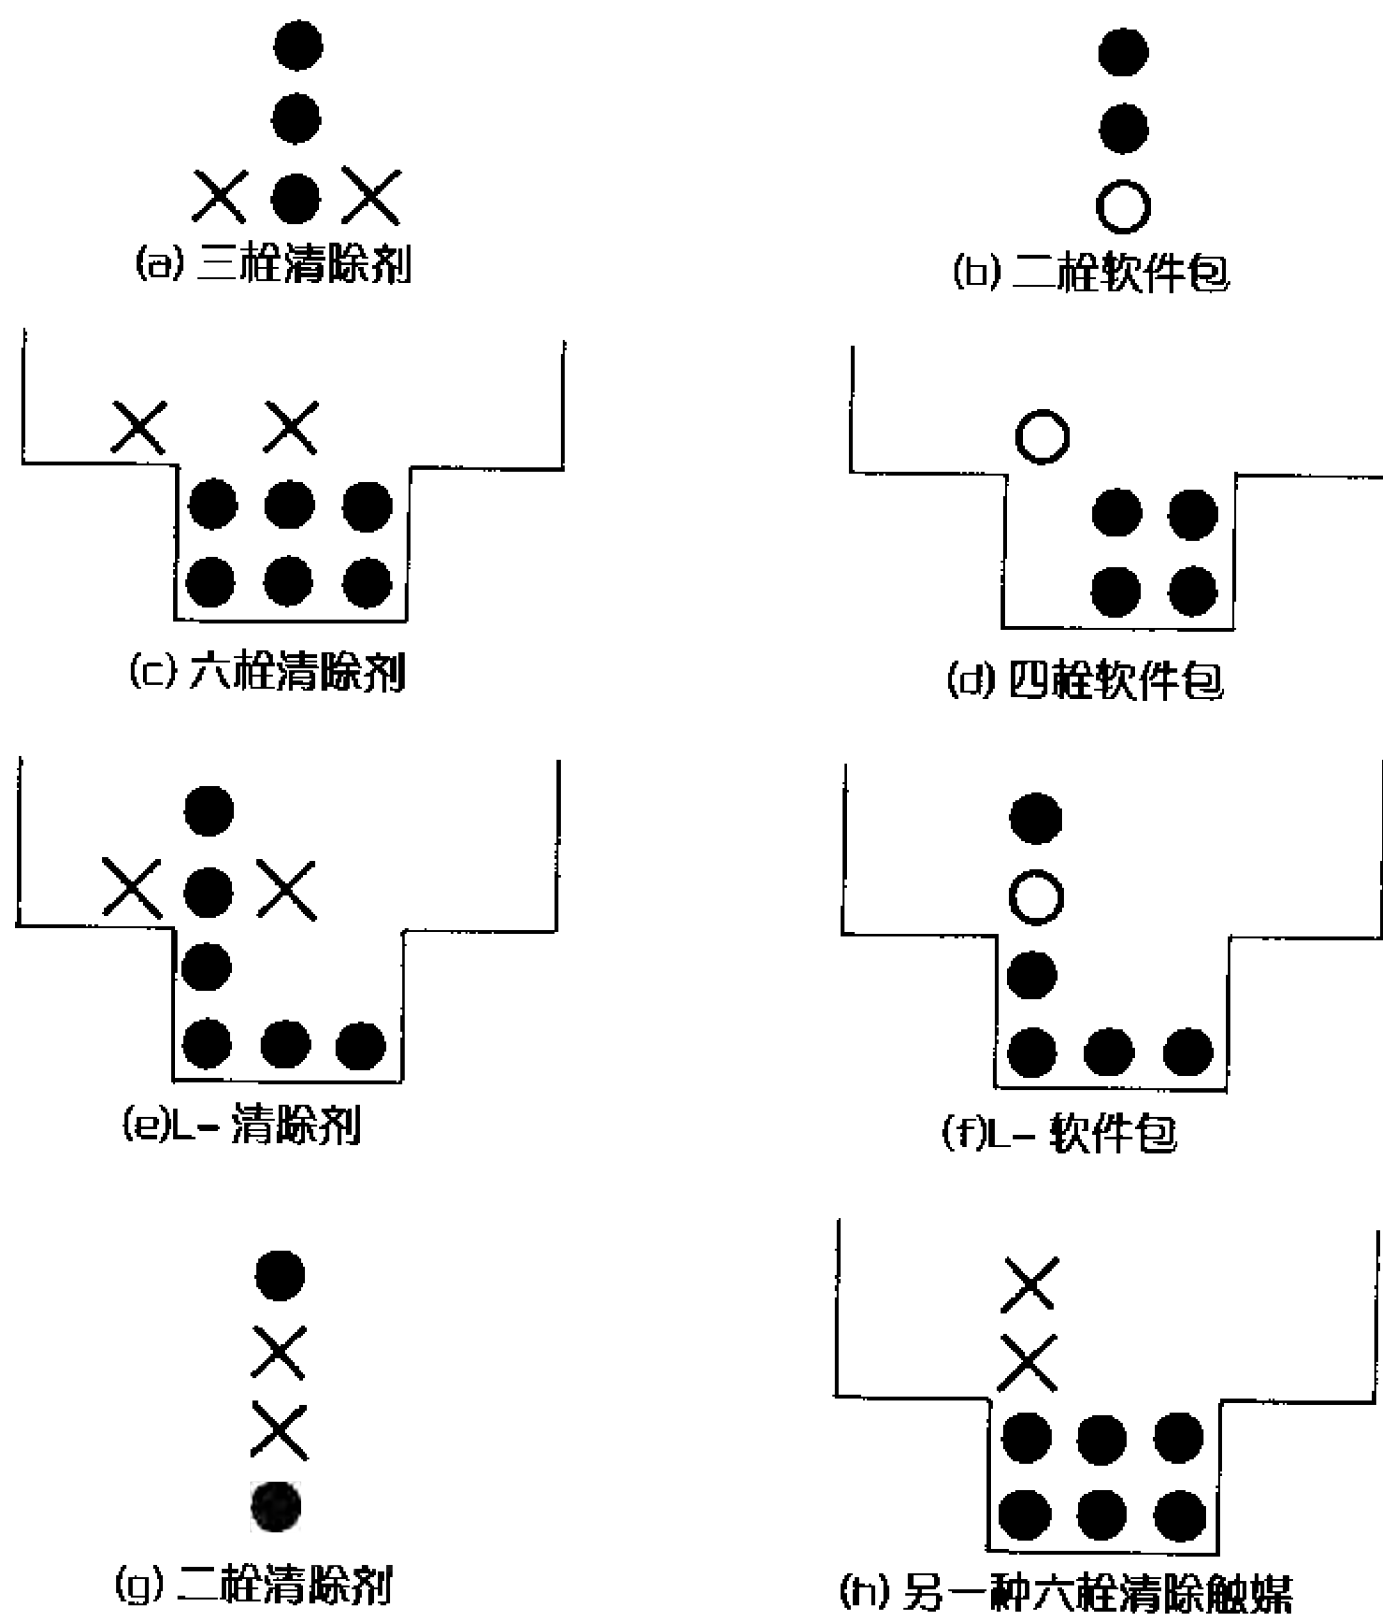 (a) 三栓清除剂
(b) 二栓软件包
(c) 六栓清除剂
(d) 四栓软件包
(e)L- 清除剂
(f)L- 软件包
(g) 二栓清除剂
(h) 另一种六栓清除触媒